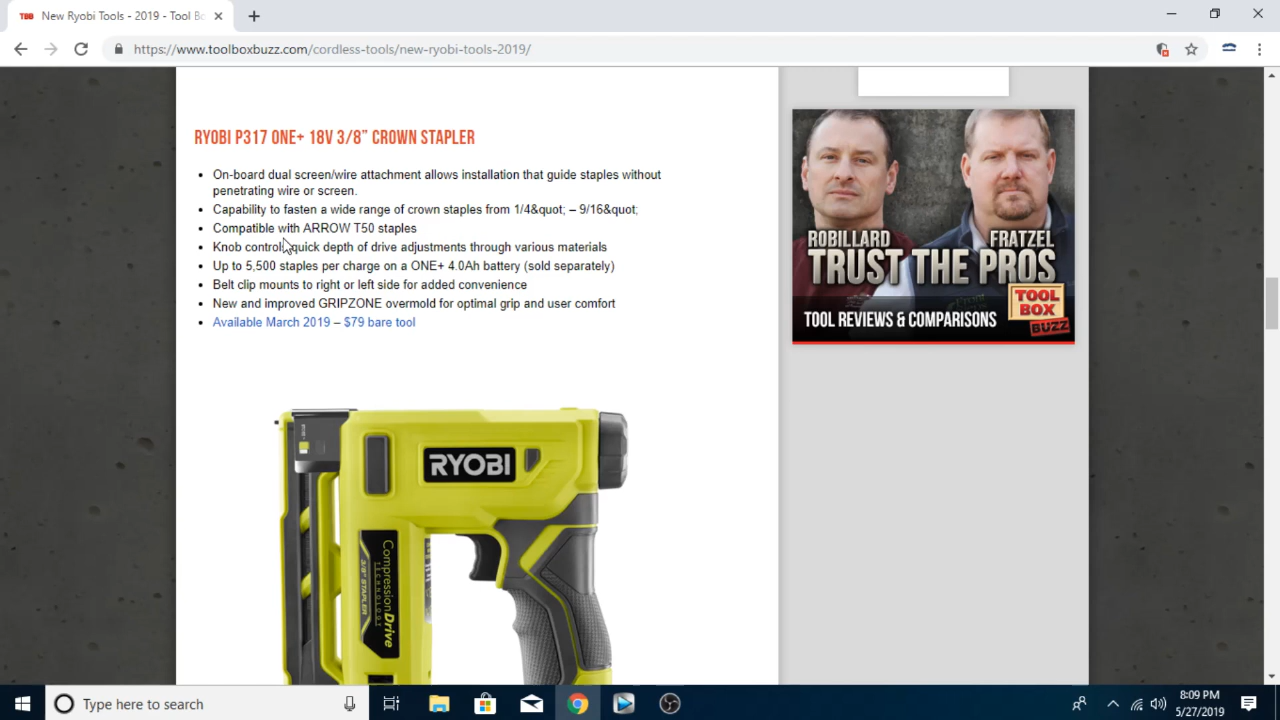 TBB New Ryobi Tools - 2019 - Tool Bo
https://www.toolboxbuzz.com/cordless-tools/new-ryobi-tools-2019/
RYOBI P317 ONE+ 18V 3/8” CROWN STAPLER
On-board dual screen/wire attachment allows installation that guide staples without
penetrating wire or screen.
Capability to fasten a wide range of crown staples from 1/4&quot; – 9/16&quot;
Compatible with ARROW T50 staples
Knob controls quick depth of drive adjustments through various materials
Up to 5,500 staples per charge on a ONE+ 4.0Ah battery (sold separately)
Belt clip mounts to right or left side for added convenience
New and improved GRIPZONE overmold for optimal grip and user comfort
Available March 2019 – $79 bare tool
ROBILLARD FRATZEL
TRUST THE PROS
TOOL REVIEWS & COMPARISONS
TOOL
BOX
BUZZ
RYOBI
CompressionDrive
TECHNOLOGY
3/8" STAPLER
Type here to search
8:09 PM
5/27/2019